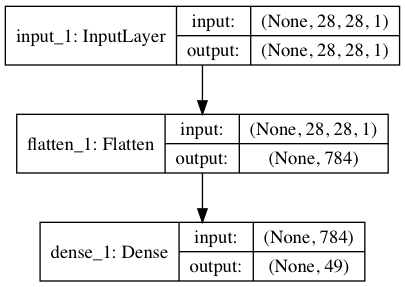 input_1: InputLayer
input: (None, 28, 28, 1)
output: (None, 28, 28, 1)
flatten_1: Flatten
input: (None, 28, 28, 1)
output: (None, 784)
dense_1: Dense
input: (None, 784)
output: (None, 49)